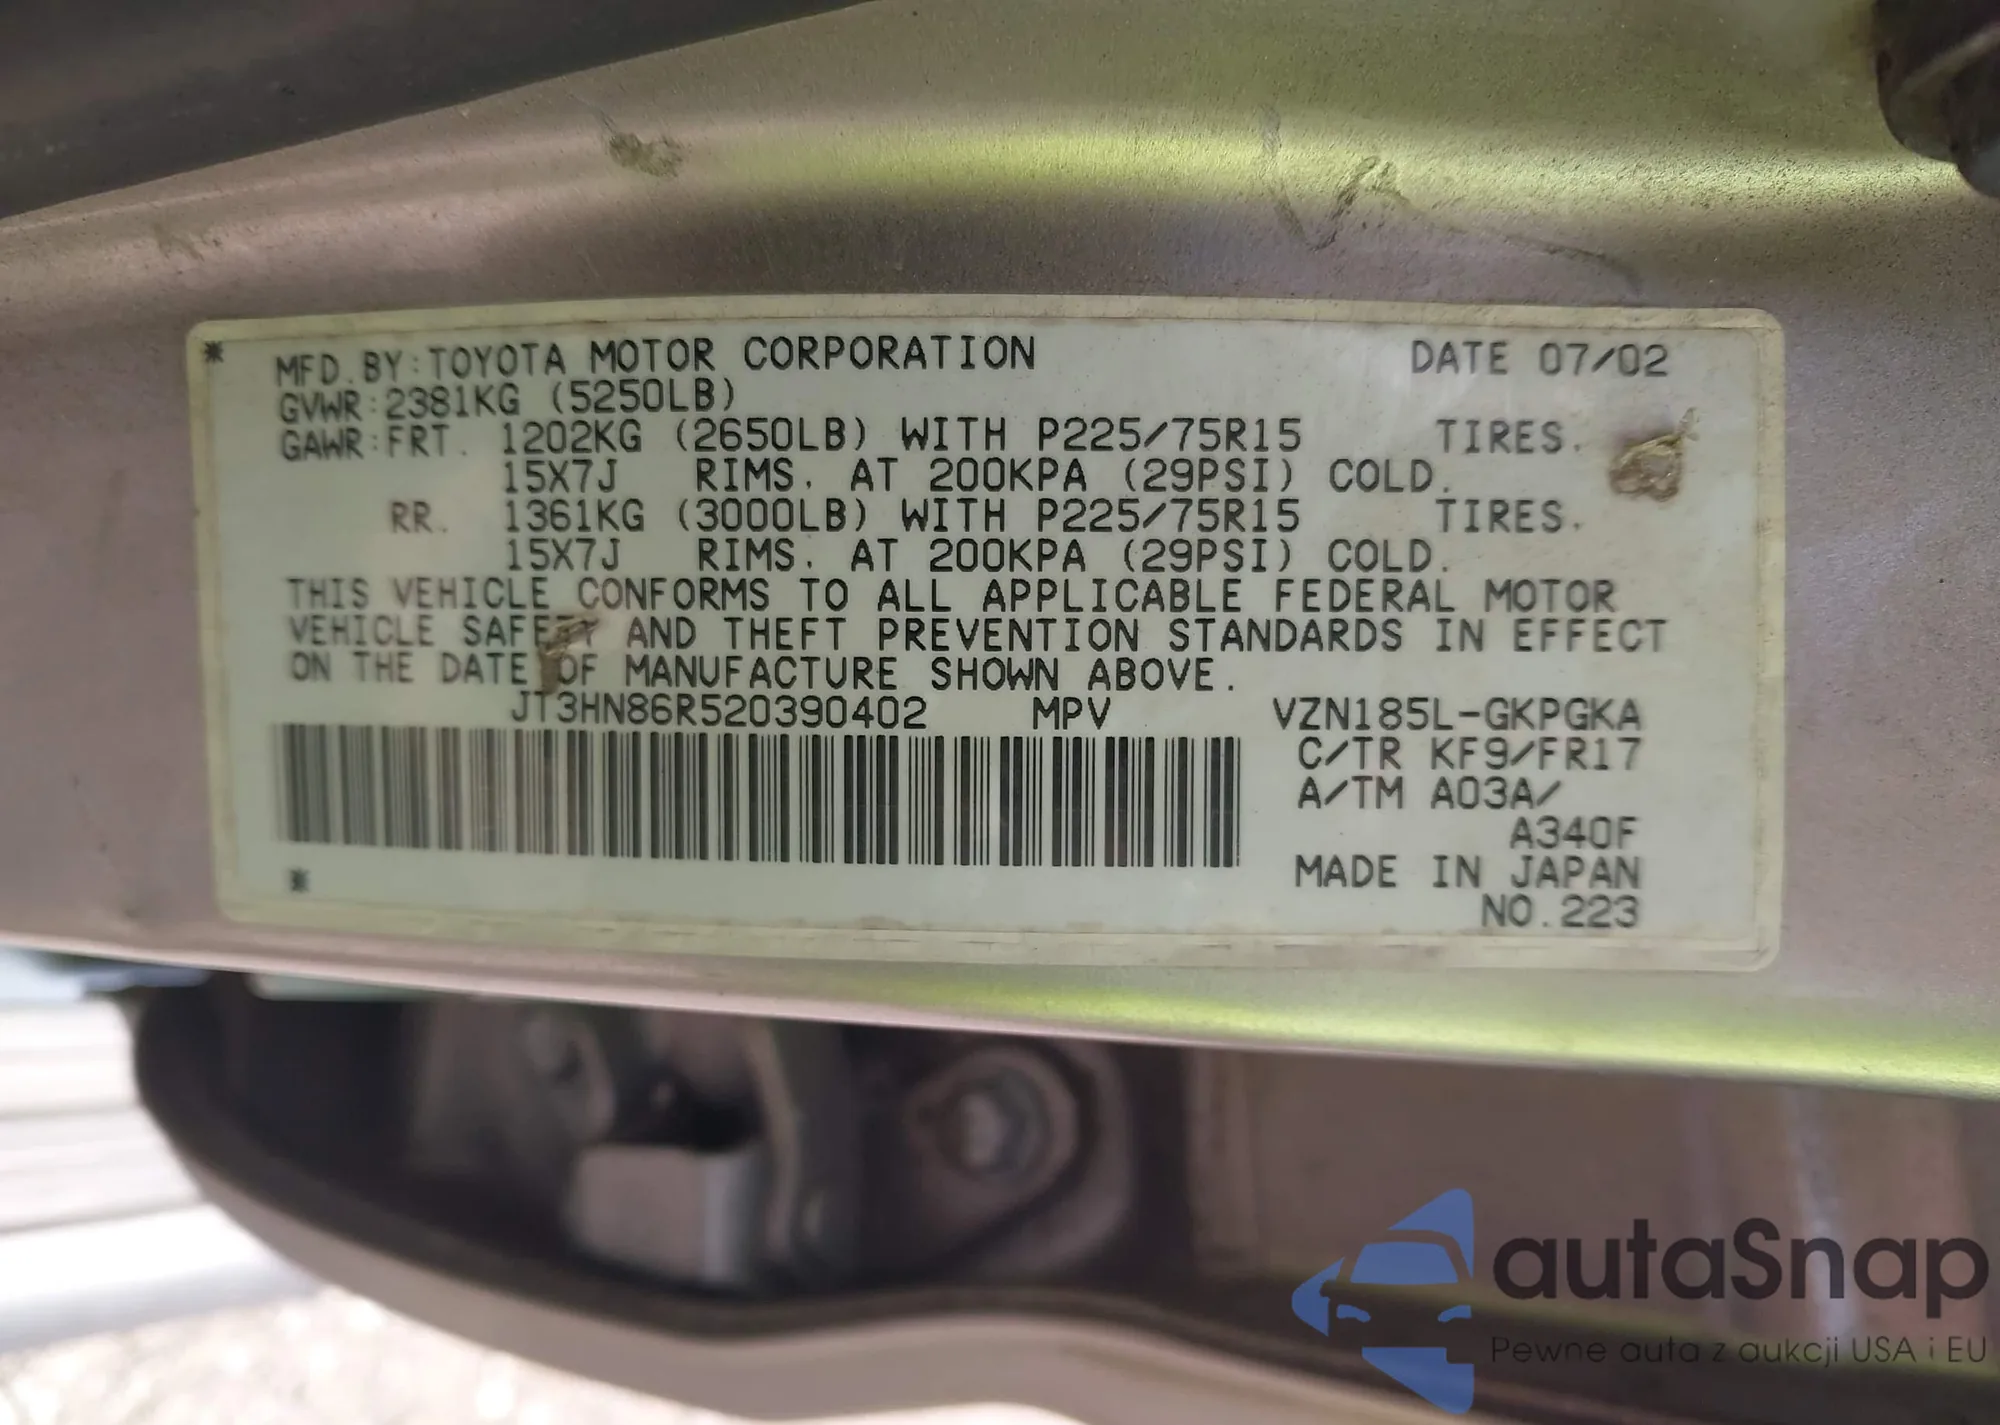 MFD. BY: TOYOTA MOTOR CORPORATION DATE 07/02
GVWR: 2381KG (5250LB)
GAWR: FRT. 1202KG (2650LB) WITH P225/75R15 TIRES.
15X7J RIMS. AT 200KPA (29PSI) COLD.
RR. 1361KG (3000LB) WITH P225/75R15 TIRES.
15X7J RIMS. AT 200KPA (29PSI) COLD.
THIS VEHICLE CONFORMS TO ALL APPLICABLE FEDERAL MOTOR
VEHICLE SAFETY AND THEFT PREVENTION STANDARDS IN EFFECT
ON THE DATE OF MANUFACTURE SHOWN ABOVE.
JT3HN86R520390402 MPV VZN185L-GKPGKA
C/TR KF9/FR17
A/TM A03A/
A340F
MADE IN JAPAN
NO.223
autaSnap
Pewne auta z aukcji USA i EU